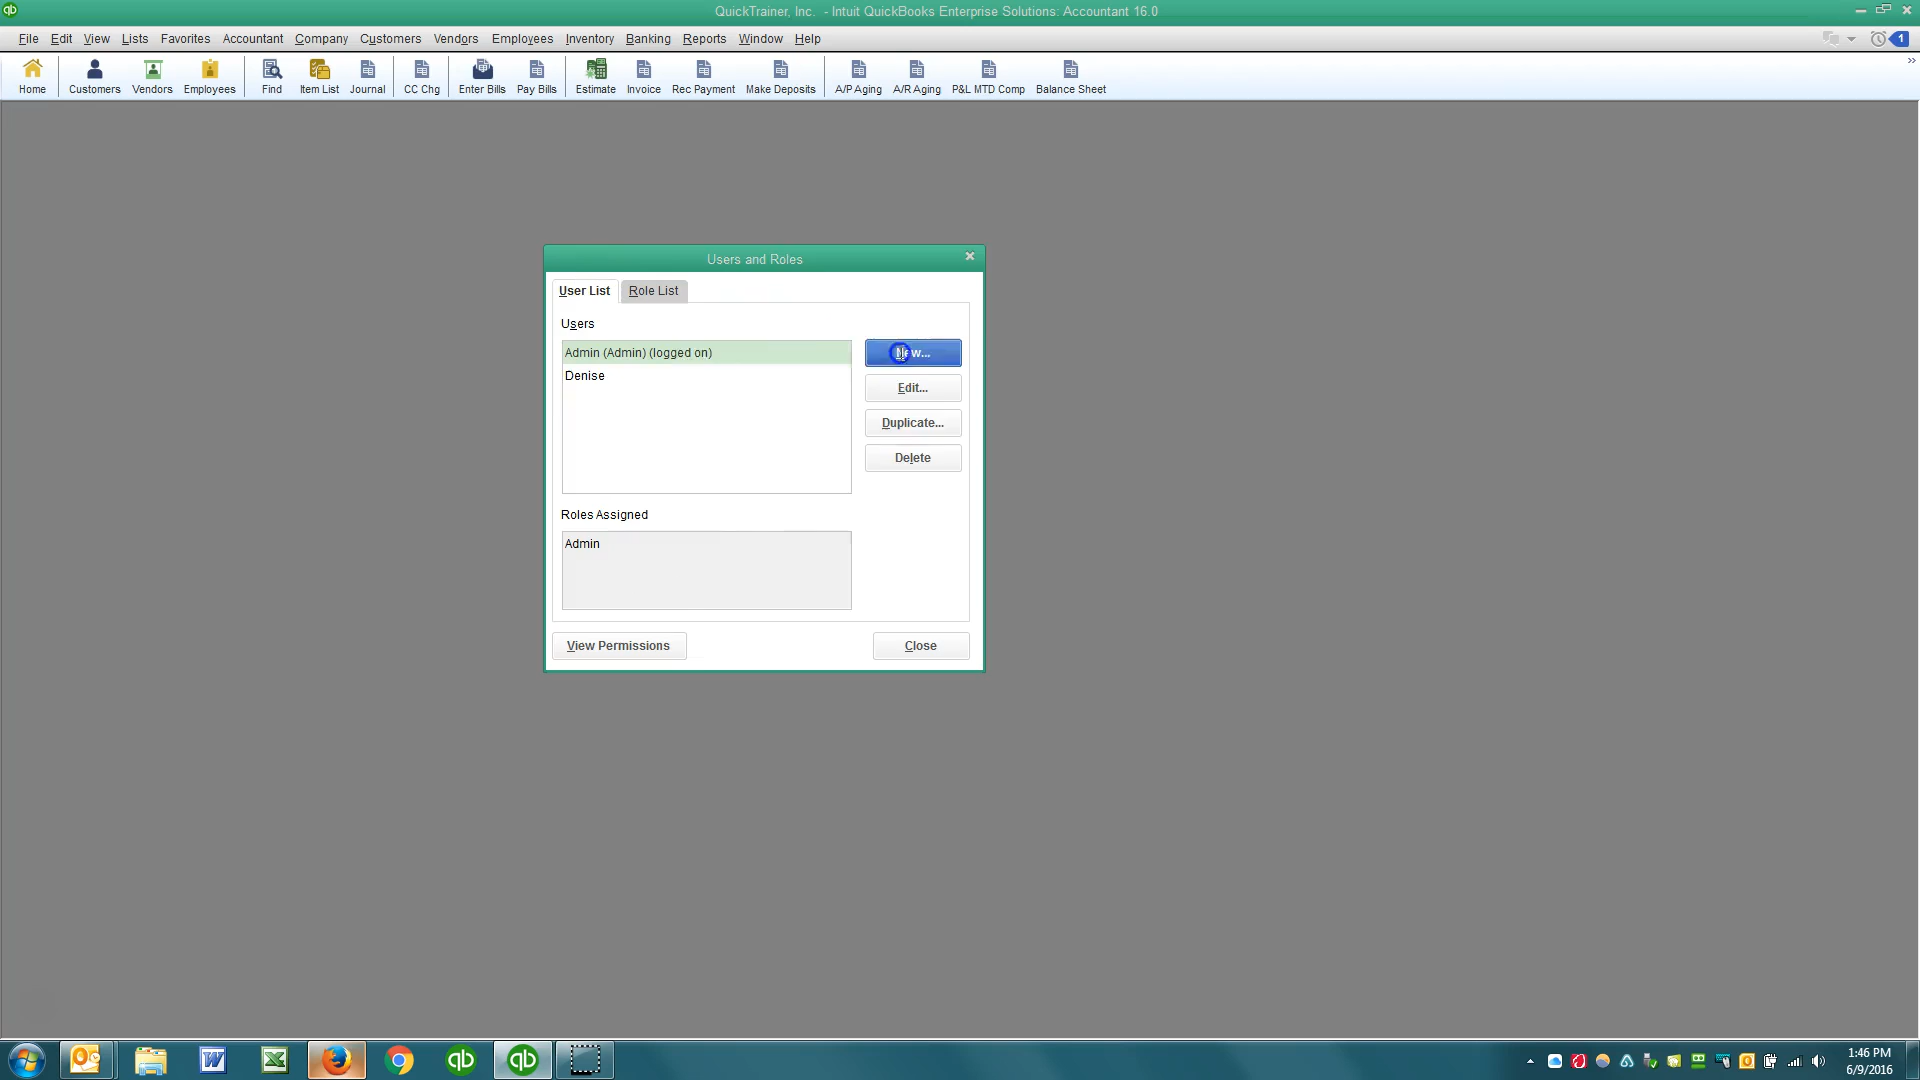 QuickTrainer, Inc. - Intuit QuickBooks Enterprise Solutions: Accountant 16.0
File Edit View Lists Favorites Accountant Company Customers Vendors Employees Inventory Banking Reports Window Help
1
Home Customers Vendors Employees Find Item List Journal CC Chg Enter Bills Pay Bills Estimate Invoice Rec Payment Make Deposits A/P Aging A/R Aging P&L MTD Comp Balance Sheet
Users and Roles
User List Role List
Users
Admin (Admin) (logged on)
New...
Denise
Edit...
Duplicate...
Delete
Roles Assigned
Admin
View Permissions
Close
1:46 PM
6/9/2016